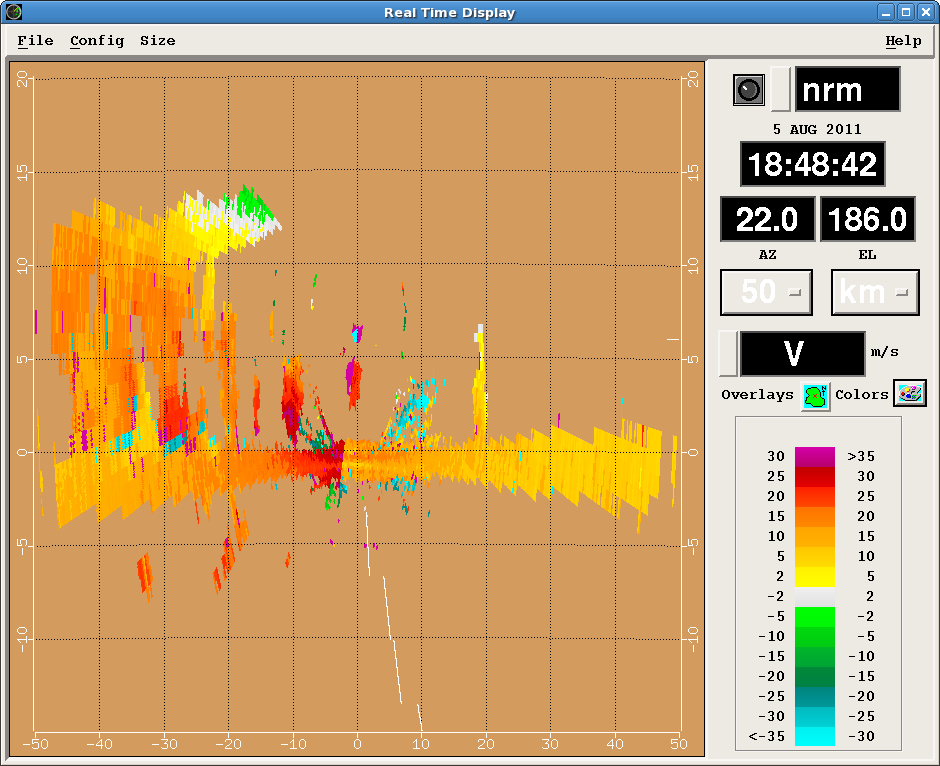 Real Time Display
File Config Size Help
nrm
5 AUG 2011
18:48:42
22.0 186.0
AZ EL
50 km
V m/s
Overlays N Colors
30 >35
25 30
20 25
15 20
10 15
5 10
2 5
-2 2
-5 -2
-10 -5
-15 -10
-20 -15
-25 -20
-30 -25
<-35 -30
20 20
15 15
10 10
5 5
0 0
-5 -5
-10 -10
-50 -40 -30 -20 -10 0 10 20 30 40 50